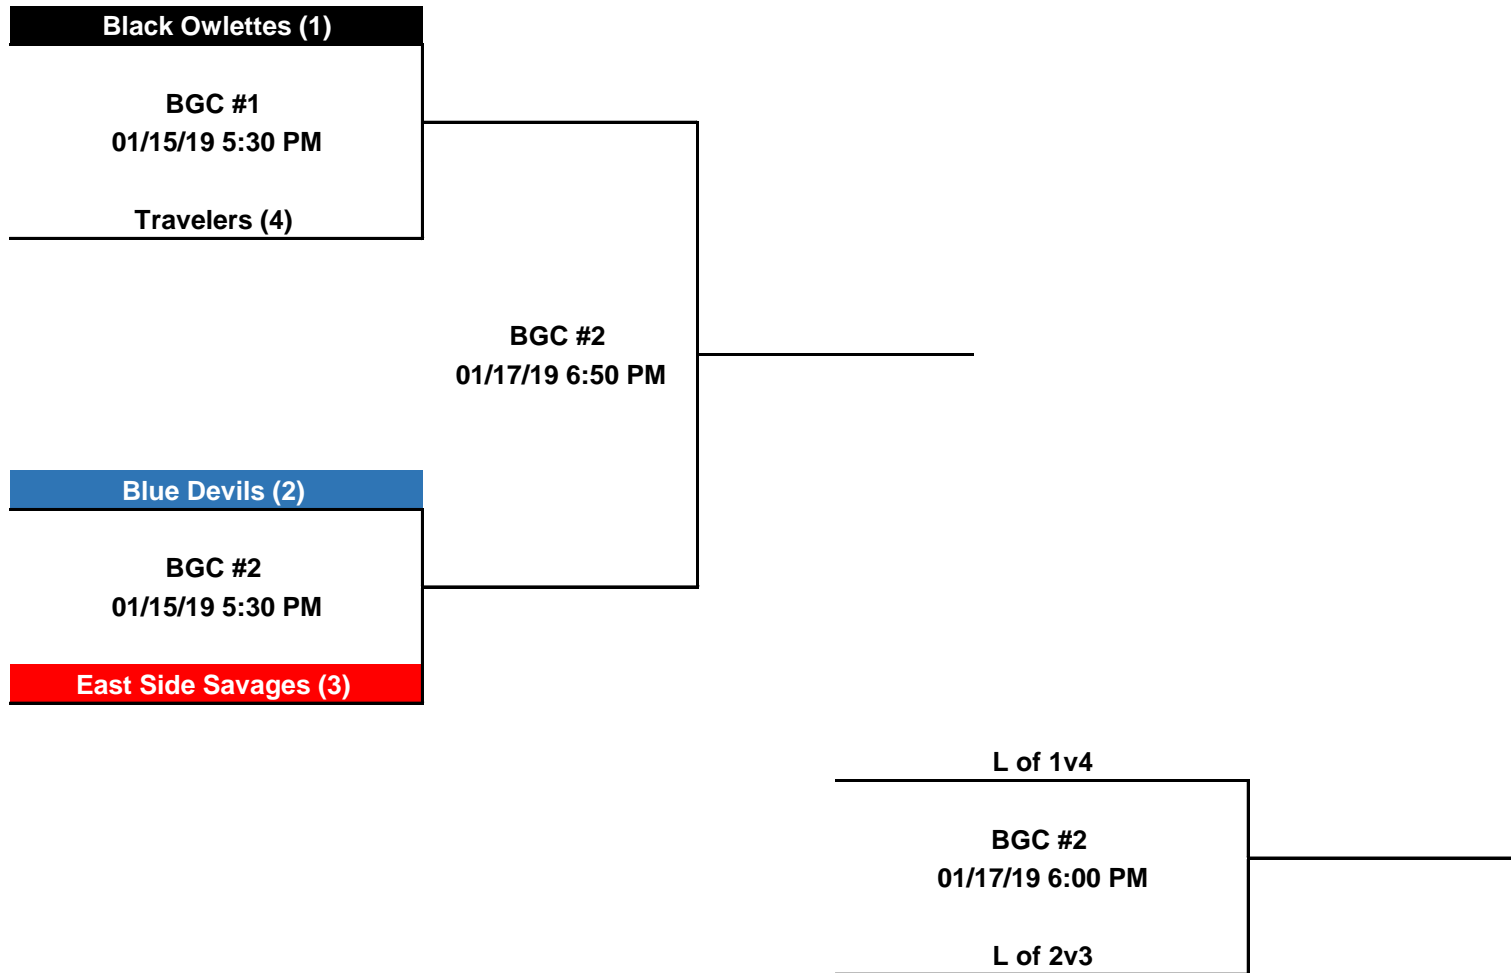 Black Owlettes (1)
BGC #1
01/15/19 5:30 PM
Travelers (4)
BGC #2
01/17/19 6:50 PM
Blue Devils (2)
BGC #2
01/15/19 5:30 PM
East Side Savages (3)
L of 1v4
BGC #2
01/17/19 6:00 PM
L of 2v3